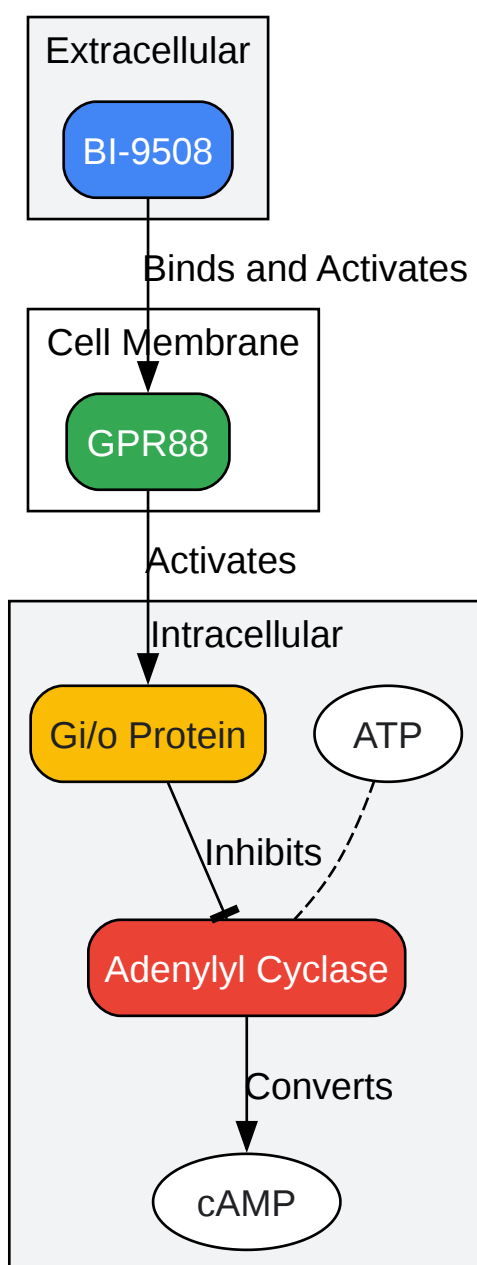 Extracellular
BI-9508
Binds and Activates
Cell Membrane
GPR88
Activates
Intracellular
Gi/o Protein
ATP
Inhibits
Adenylyl Cyclase
Converts
cAMP